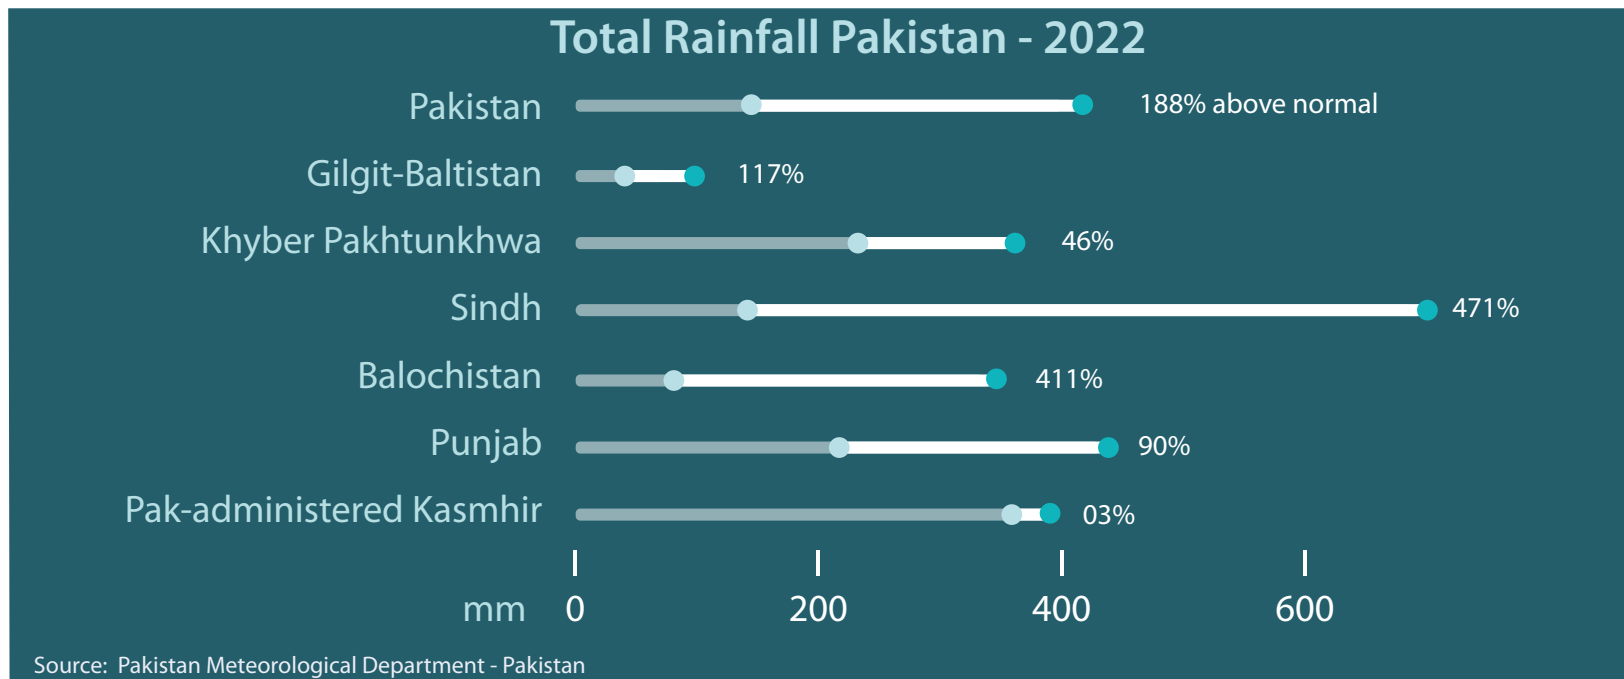 Total Rainfall Pakistan - 2022
Pakistan 188% above normal
Gilgit-Baltistan 117%
Khyber Pakhtunkhwa 46%
Sindh 471%
Balochistan 411%
Punjab 90%
Pak-administered Kasmhir 03%
mm 0 200 400 600
Source: Pakistan Meteorological Department - Pakistan